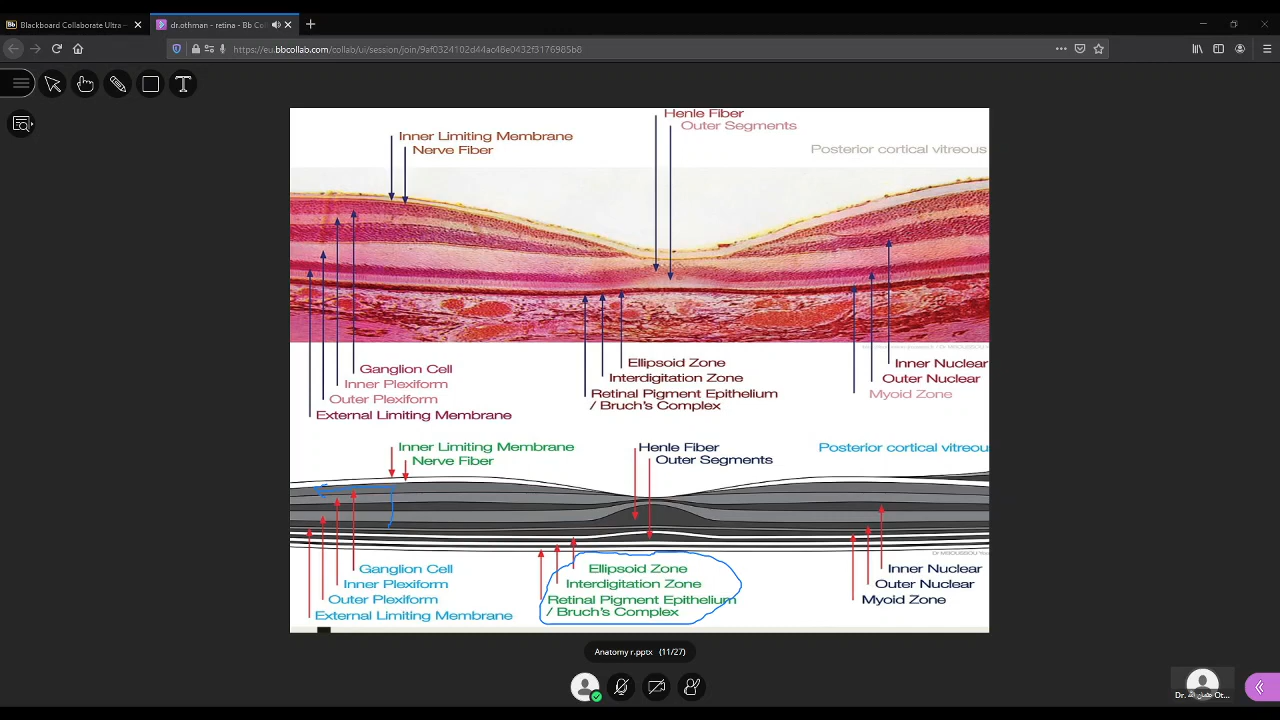 Blackboard Collaborate Ultra –
dr.othman - retina - Bb Col
https://eu.bbcollab.com/collab/ui/session/join/9af0324102d44ac48e0432f3176985b8
Henle Fiber
Outer Segments
Inner Limiting Membrane
Nerve Fiber
Posterior cortical vitreous
Ellipsoid Zone
Inner Nuclear
Ganglion Cell
Interdigitation Zone
Outer Nuclear
Inner Plexiform
Retinal Pigment Epithelium
Myoid Zone
Outer Plexiform
/ Bruch's Complex
External Limiting Membrane
Inner Limiting Membrane
Henle Fiber
Posterior cortical vitreou
Nerve Fiber
Outer Segments
Ganglion Cell
Ellipsoid Zone
Inner Nuclear
Inner Plexiform
Interdigitation Zone
Outer Nuclear
Outer Plexiform
Retinal Pigment Epithelium
Myoid Zone
External Limiting Membrane
/ Bruch's Complex
Anatomy r.pptx (11/27)